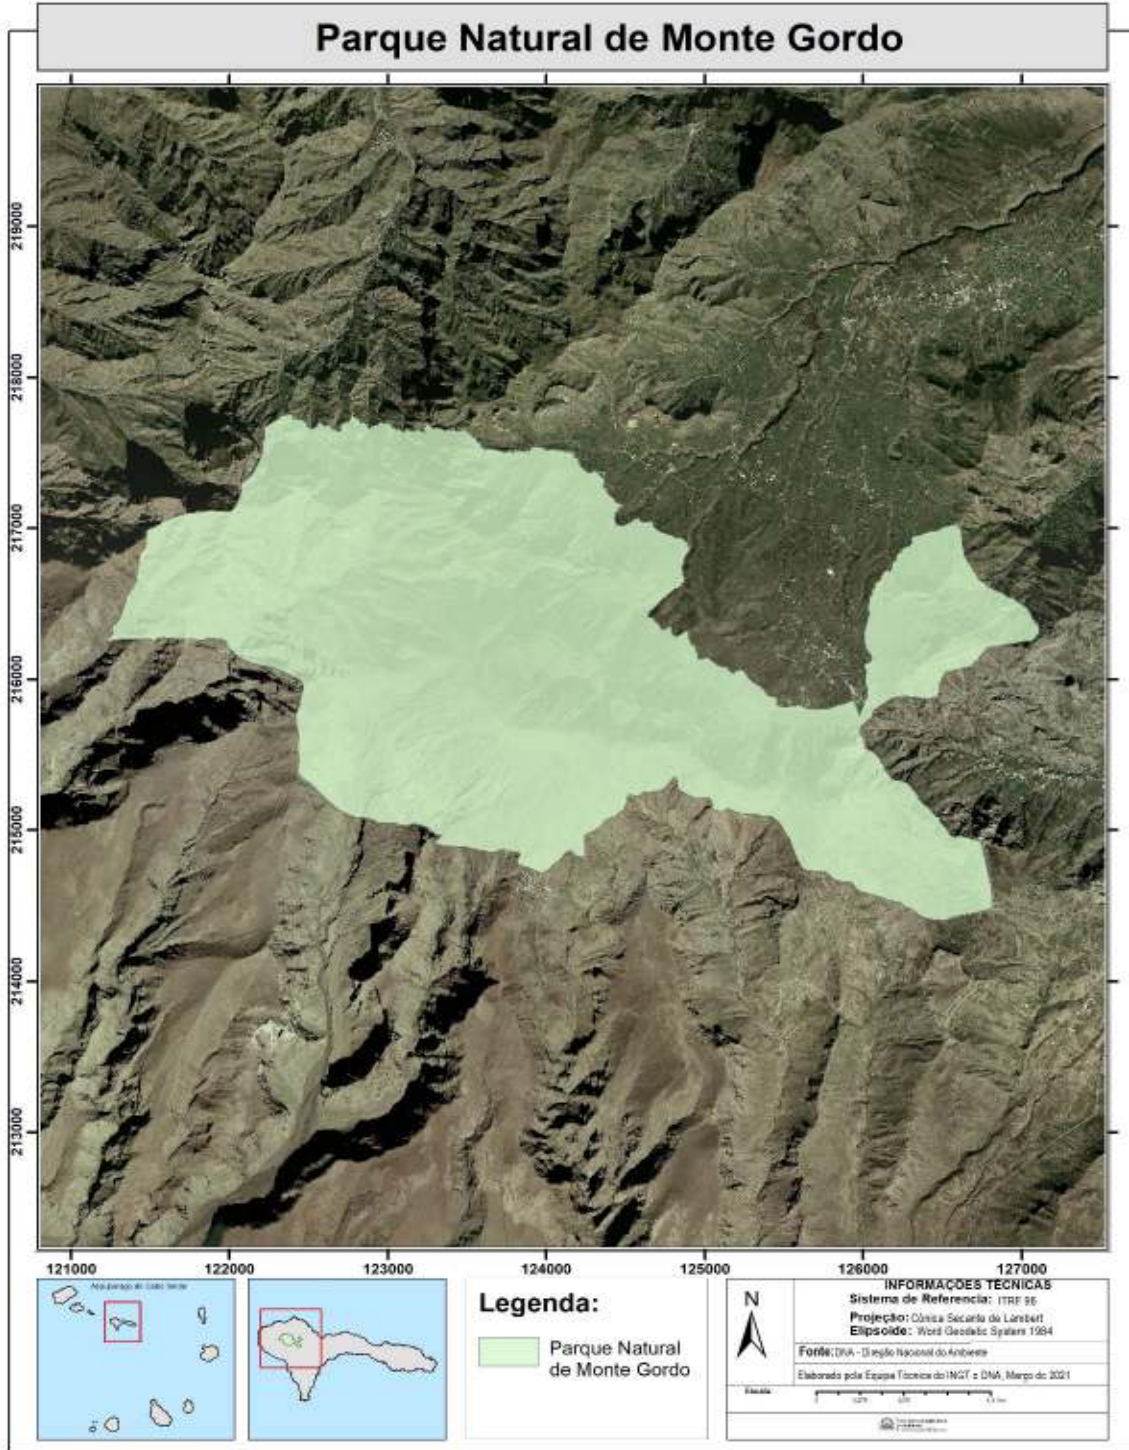 Parque Natural de Monte Gordo
219000
218000
217000
216000
215000
214000
213000
121000 122000 123000 124000 125000 126000 127000
Legenda:
Parque Natural
de Monte Gordo
N
INFORMAÇÕES TÉCNICAS
Sistema de Referencia: ITRF 96
Projeção: Cónica Secante de Lambert
Elipsoide: Word Geodetic System 1984
Fonte: DNA - Direção Nacional do Ambiente
Elaborado pela Equipa Técnica do INGT e DNA, Março de 2021
Escala: